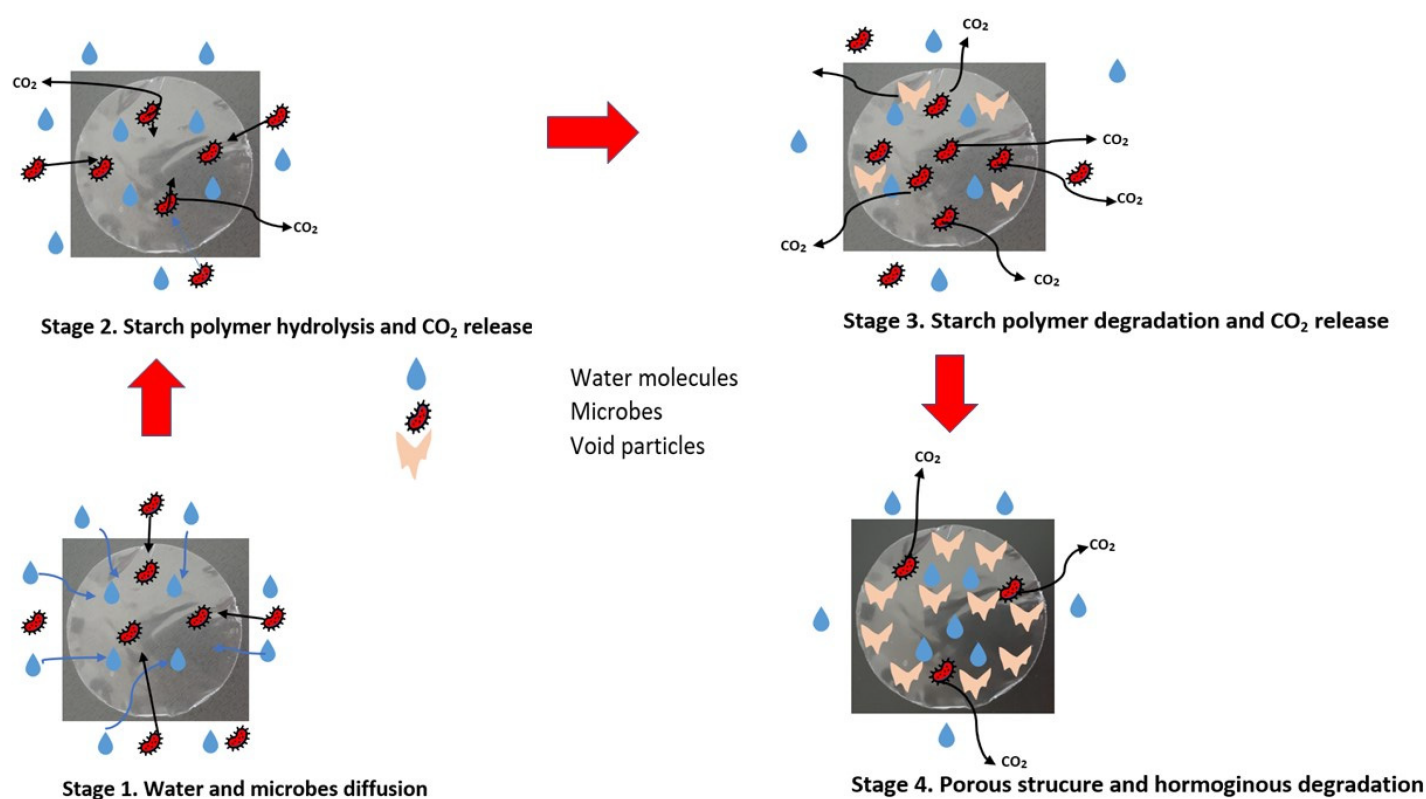 CO2
CO2
Stage 2. Starch polymer hydrolysis and CO2 release
CO2
CO2
CO2
CO2
CO2
Stage 3. Starch polymer degradation and CO2 release
Water molecules
Microbes
Void particles
Stage 1. Water and microbes diffusion
CO2
CO2
CO2
Stage 4. Porous strucure and hormoginous degradation